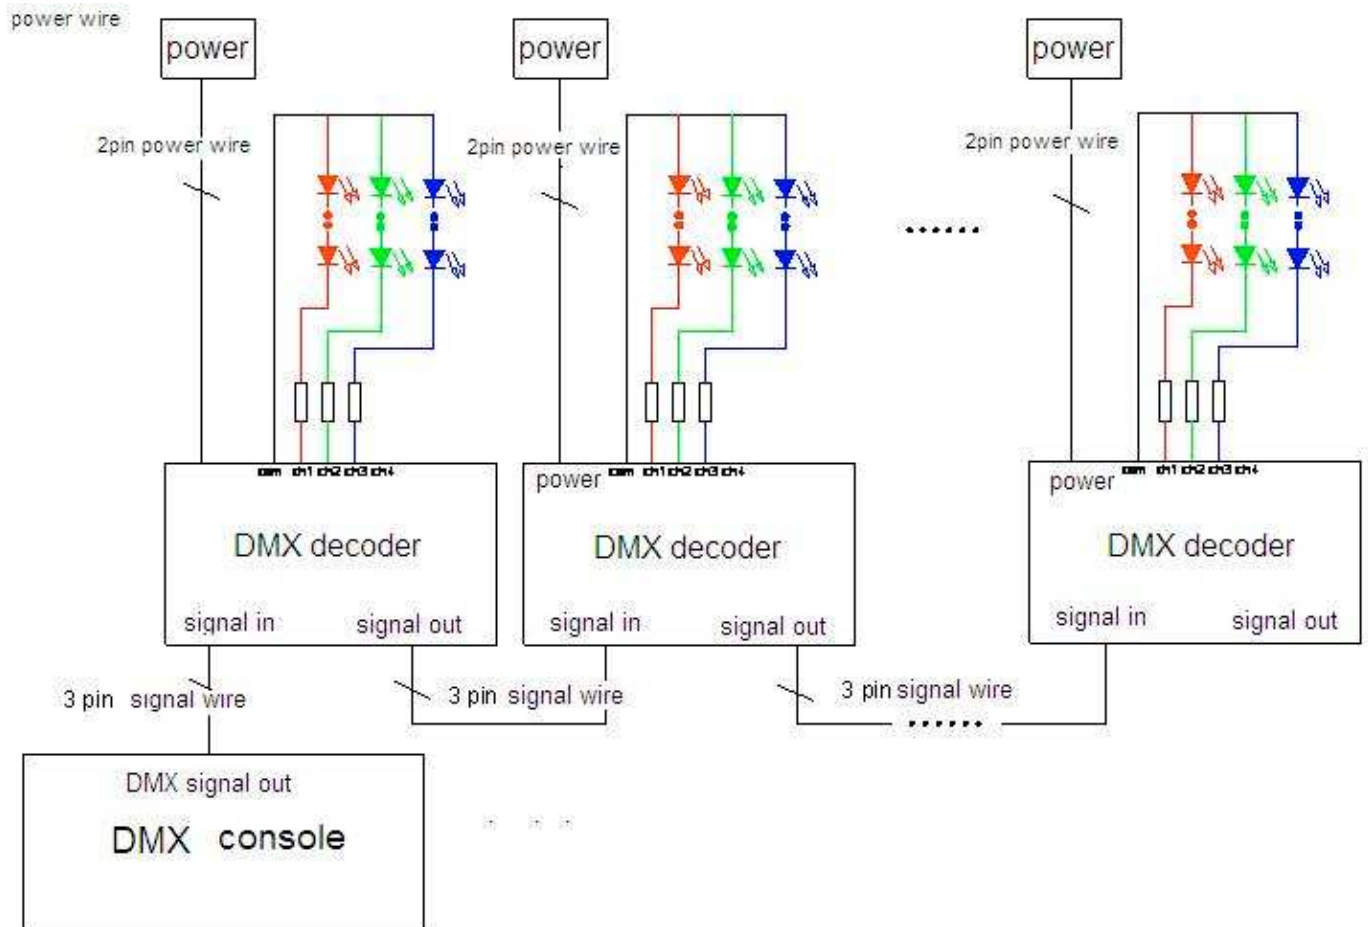 power wire
power
power
power
2pin power wire
2pin power wire
2pin power wire
com ch1 ch2 ch3 ch4
com ch1 ch2 ch3 ch4
com ch1 ch2 ch3 ch4
power
power
DMX decoder
DMX decoder
DMX decoder
signal in
signal out
signal in
signal out
signal in
signal out
3 pin signal wire
3 pin signal wire
3 pin signal wire
DMX signal out
DMX console